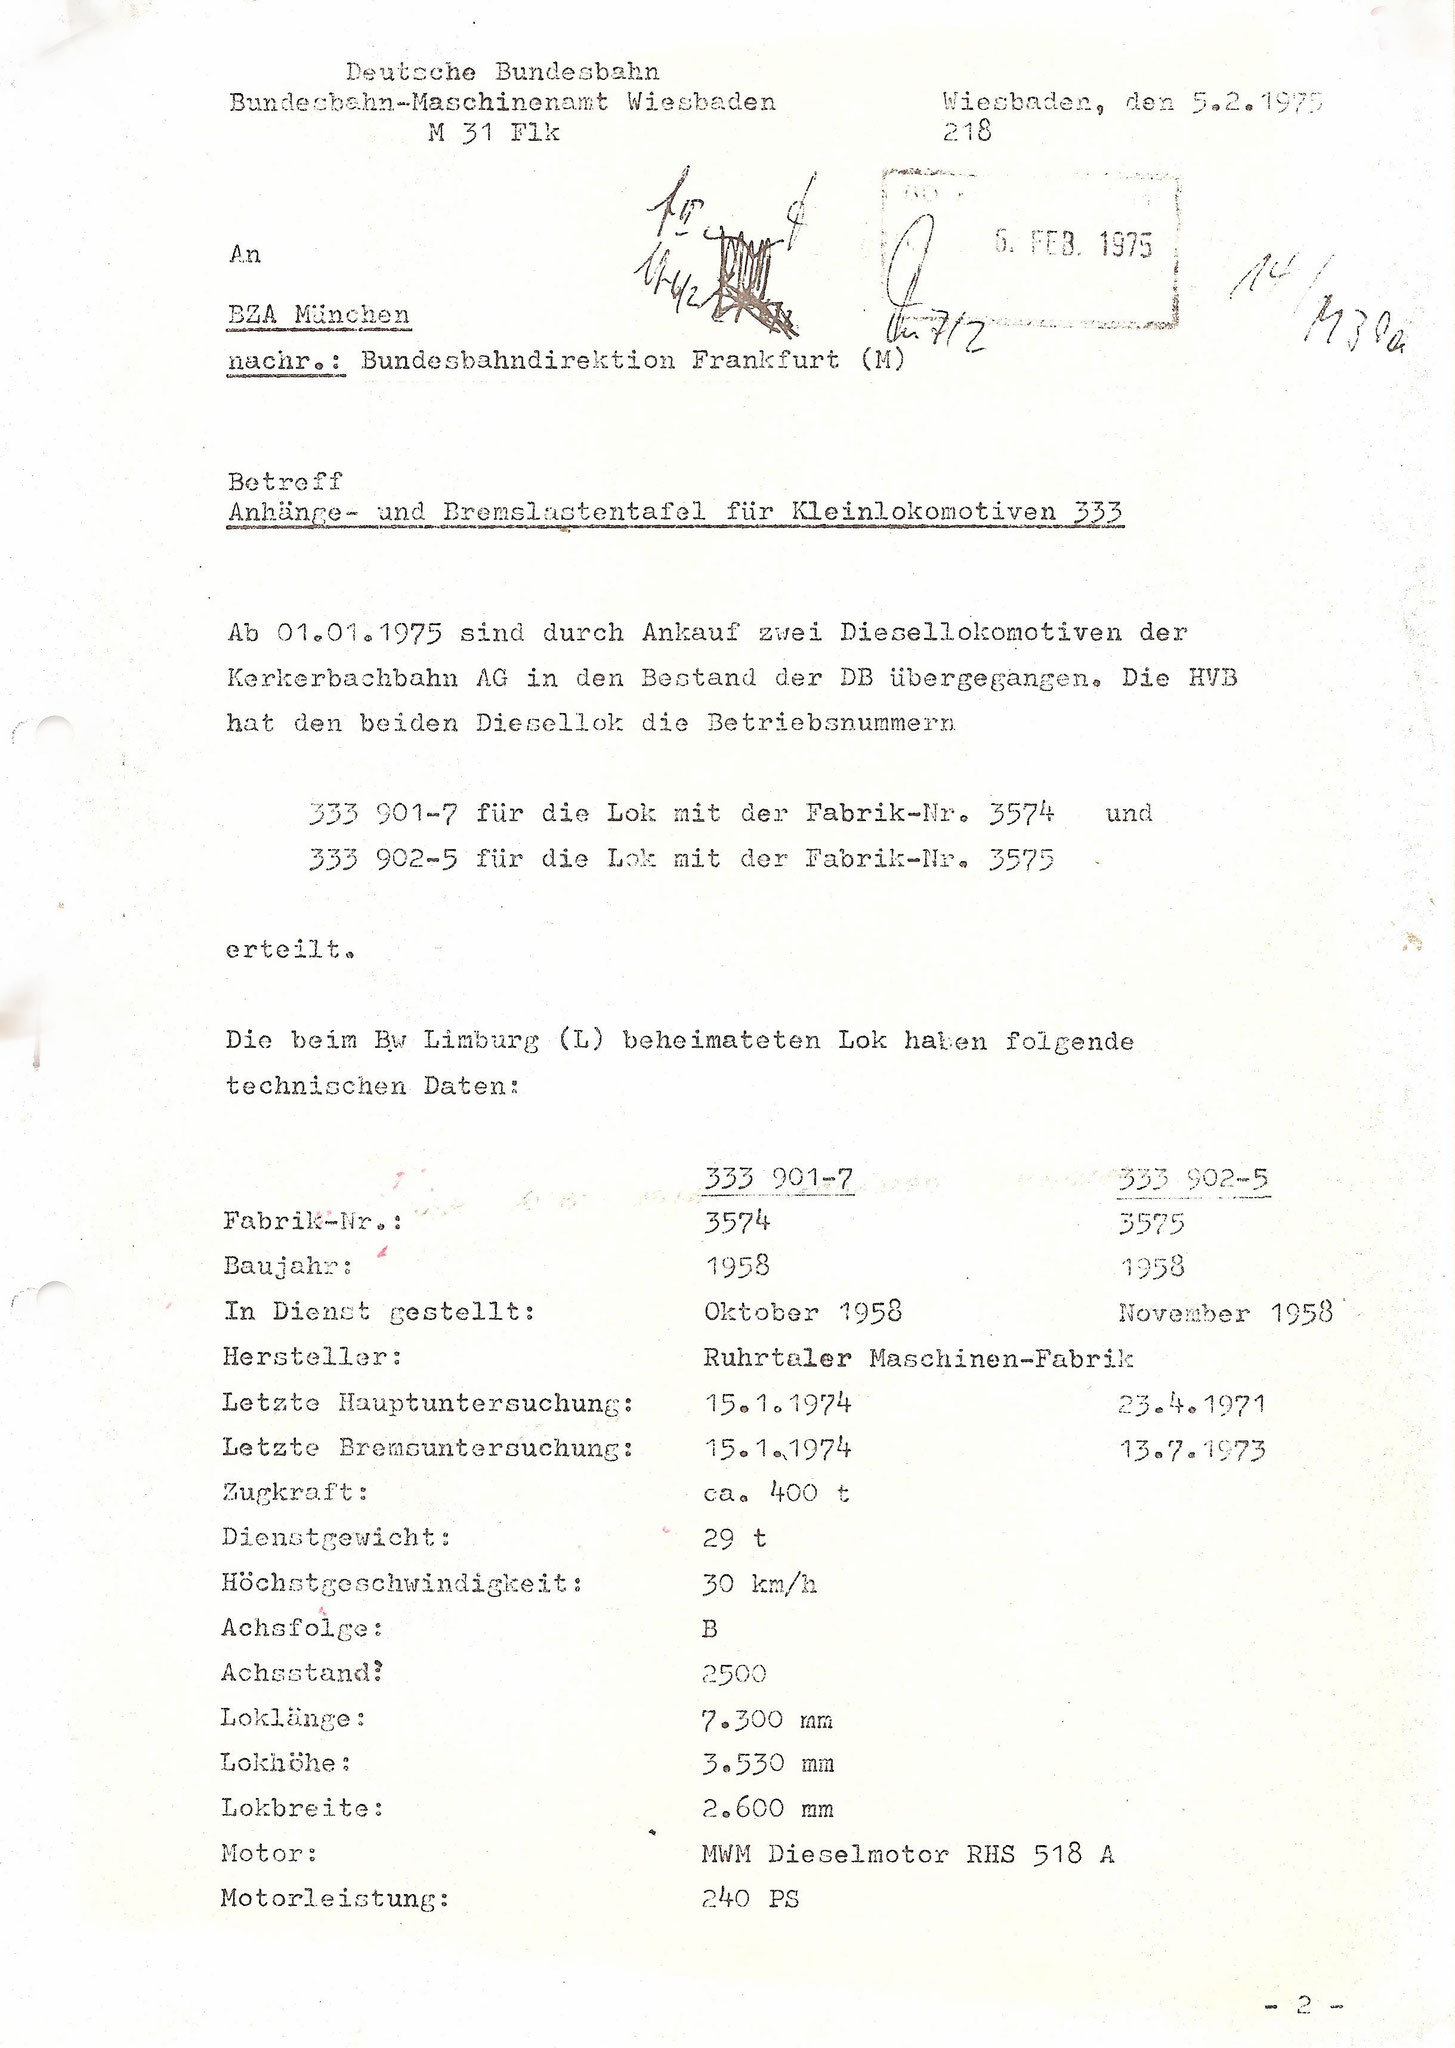 Deutsche Bundesbahn
Bundesbahn-Maschinenamt Wiesbaden
M 31 Flk
Wiesbaden, den 5.2.1975
218
6. FEB. 1975
An
14/
7/2
BZA München
nachr.: Bundesbahndirektion Frankfurt (M)
Betreff
Anhänge- und Bremslastentafel für Kleinlokomotiven 333
Ab 01.01.1975 sind durch Ankauf zwei Diesellokomotiven der
Kerkerbachbahn AG in den Bestand der DB übergegangen. Die HVB
hat den beiden Diesellok die Betriebsnummern
333 901-7 für die Lok mit der Fabrik-Nr. 3574 und
333 902-5 für die Lok mit der Fabrik-Nr. 3575
erteilt.
Die beim Bw Limburg (L) beheimateten Lok haben folgende
technischen Daten:
333 901-7 333 902-5
Fabrik-Nr.: 3574 3575
Baujahr: 1958 1958
In Dienst gestellt: Oktober 1958 November 1958
Hersteller: Ruhrtaler Maschinen-Fabrik
Letzte Hauptuntersuchung: 15.1.1974 23.4.1971
Letzte Bremsuntersuchung: 15.1.1974 13.7.1973
Zugkraft: ca. 400 t
Dienstgewicht: 29 t
Höchstgeschwindigkeit: 30 km/h
Achsfolge: B
Achsstand: 2500
Loklänge: 7.300 mm
Lokhöhe: 3.530 mm
Lokbreite: 2.600 mm
Motor: MWM Dieselmotor RHS 518 A
Motorleistung: 240 PS
- 2 -